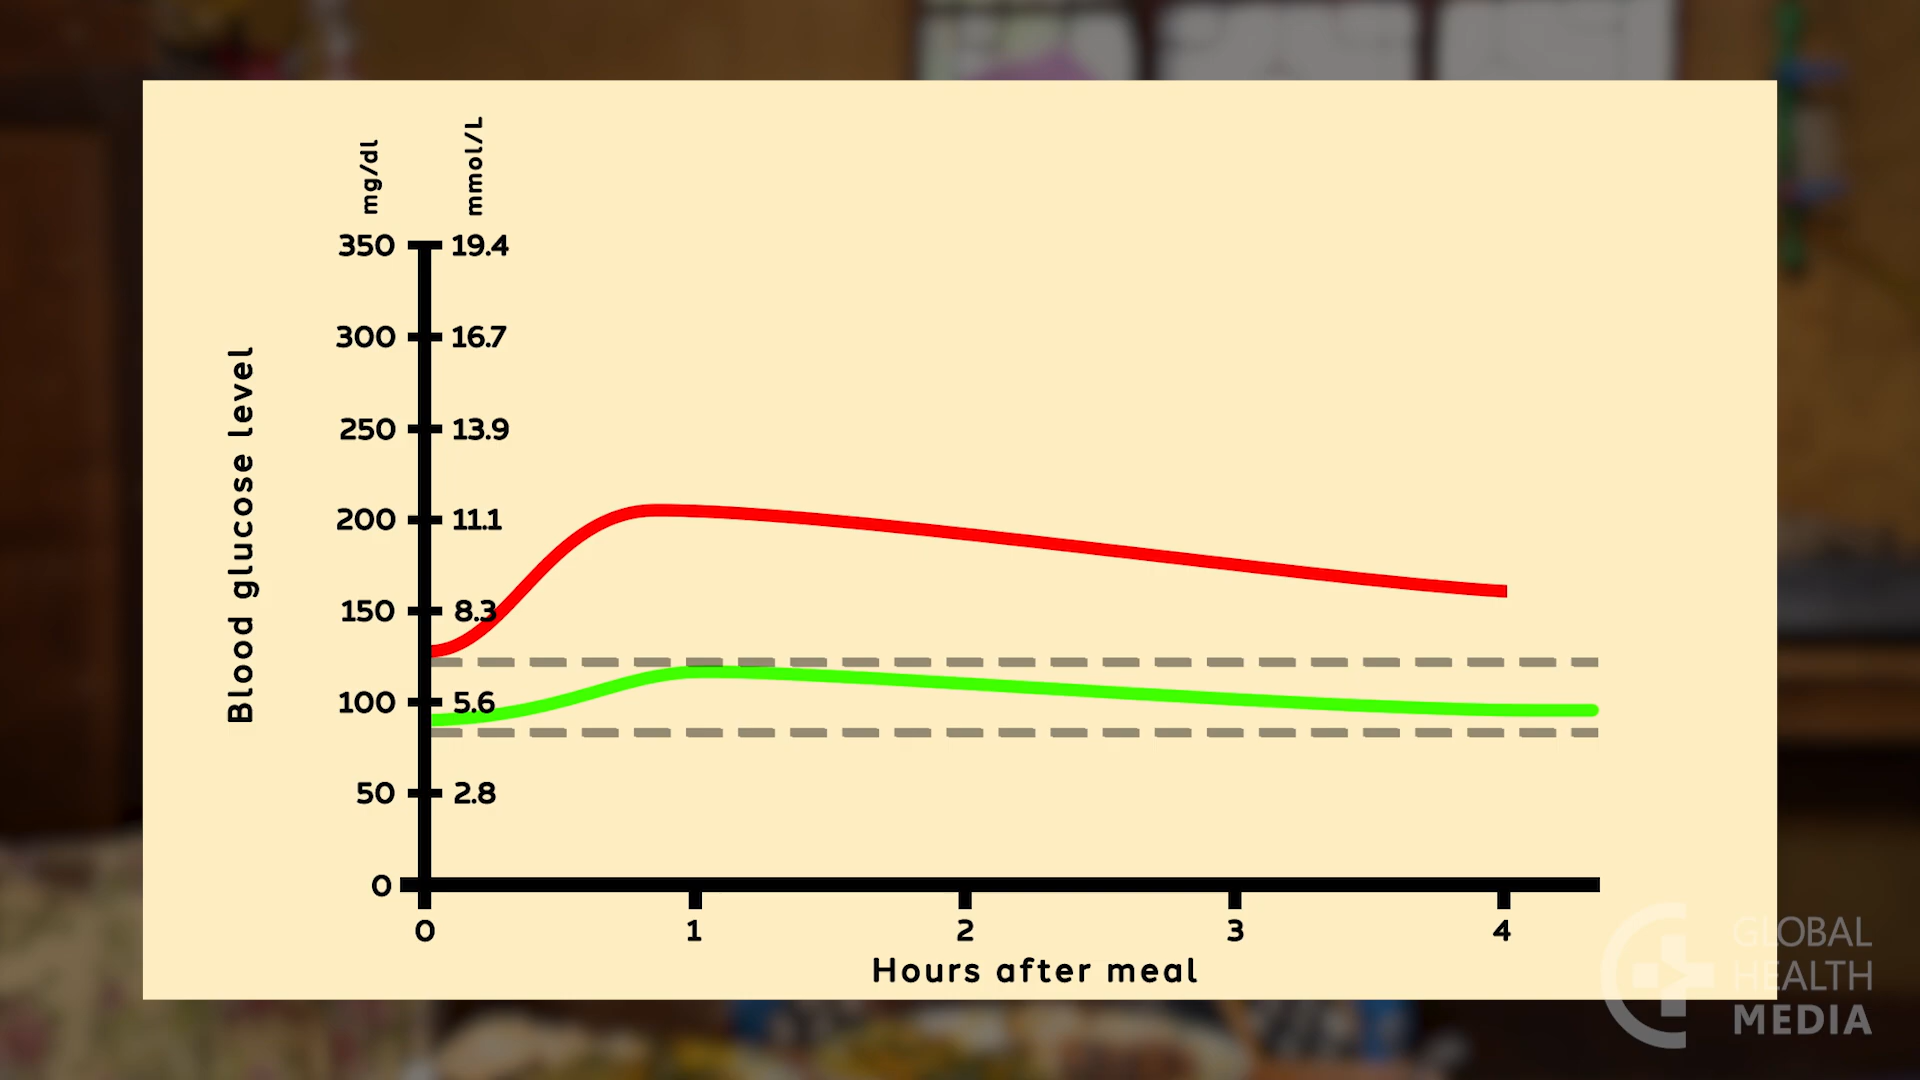 mg/dl
mmol/L
350 19.4
300 16.7
250 13.9
200 11.1
150 8.3
100 5.6
50 2.8
0
Blood glucose level
0 1 2 3 4
Hours after meal
GLOBAL
HEALTH
MEDIA